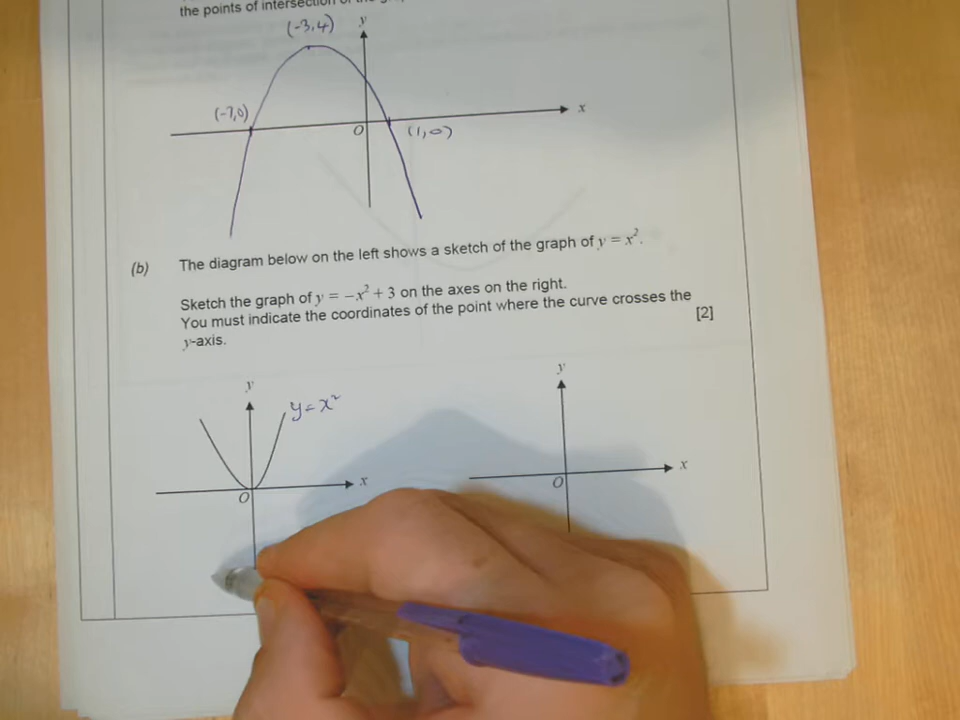 the points of intersection of the
(-3,4)
y
(-7,0)
x
O
(1,0)
(b) The diagram below on the left shows a sketch of the graph of y = x².
Sketch the graph of y = −x² + 3 on the axes on the right.
You must indicate the coordinates of the point where the curve crosses the
y-axis.
[2]
y
y
y=x²
x
x
O
O